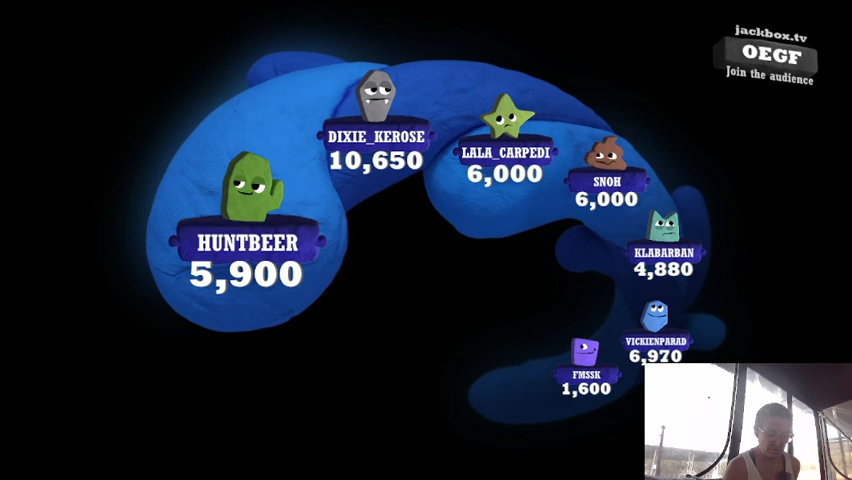 jackbox.tv
OEGF
Join the audience
DIXIE_KEROSE
10,650
LALA_CARPEDI
6,000
SNOH
6,000
HUNTBEER
5,900
KLABARBAN
4,880
VICKIENPARAD
6,970
FMSSK
1,600